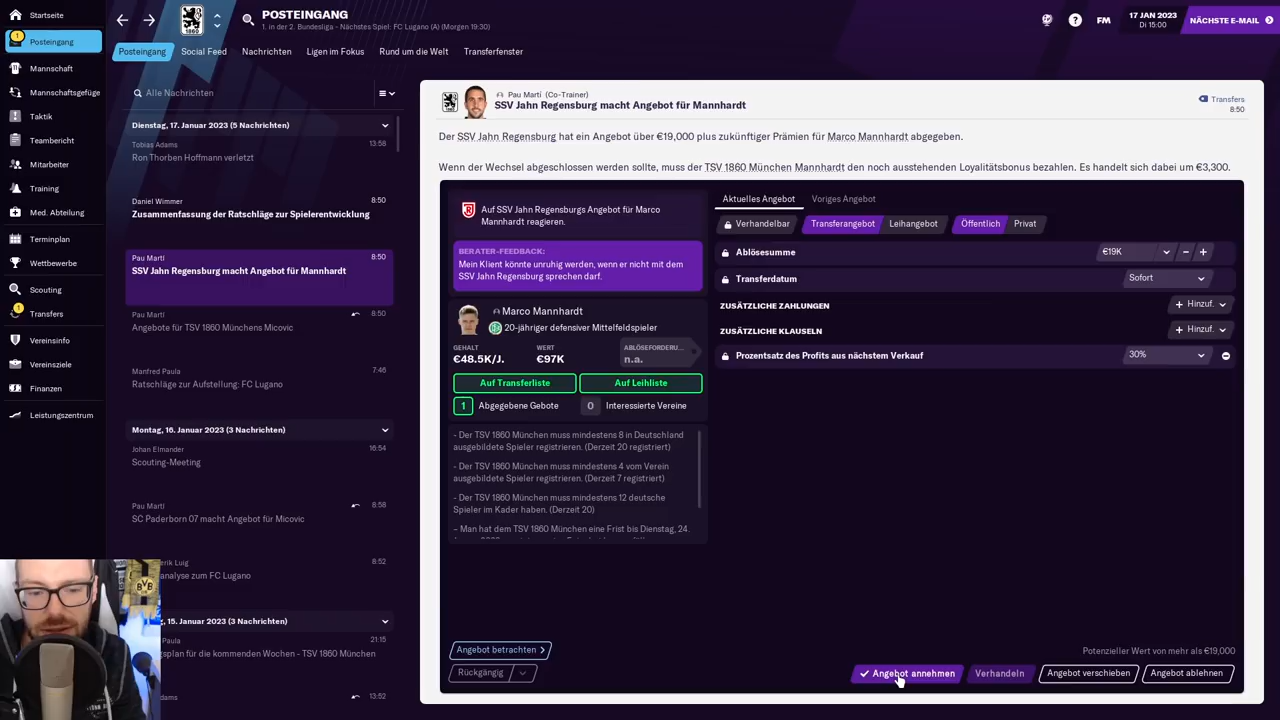 Startseite
Posteingang
Mannschaft
Mannschaftsgefüge
Taktik
Teambericht
Mitarbeiter
Training
Med. Abteilung
Terminplan
Wettbewerbe
Scouting
Transfers
Vereinsinfo
Vereinsziele
Finanzen
Leistungszentrum
1
1
POSTEINGANG
1. in der 2. Bundesliga - Nächstes Spiel: FC Lugano (A) (Morgen 19:30)
FM
17 JAN 2023
Di 15:00
NÄCHSTE E-MAIL
Posteingang
Social Feed
Nachrichten
Ligen im Fokus
Rund um die Welt
Transferfenster
Alle Nachrichten
Dienstag, 17. Januar 2023 (5 Nachrichten)
Tobias Adams 13:58
Ron Thorben Hoffmann verletzt
Daniel Wimmer 8:50
Zusammenfassung der Ratschläge zur Spielerentwicklung
Pau Martí 8:50
SSV Jahn Regensburg macht Angebot für Mannhardt
Pau Martí 8:50
Angebote für TSV 1860 Münchens Micovic
Manfred Paula 7:46
Ratschläge zur Aufstellung: FC Lugano
Montag, 16. Januar 2023 (3 Nachrichten)
Johan Elmander 16:54
Scouting-Meeting
Pau Martí 8:58
SC Paderborn 07 macht Angebot für Micovic
erik Luig 8:52
analyse zum FC Lugano
g, 15. Januar 2023 (3 Nachrichten)
Paula 21:15
gsplan für die kommenden Wochen - TSV 1860 München
dams 13:52
Pau Martí (Co-Trainer)
SSV Jahn Regensburg macht Angebot für Mannhardt
Transfers
8:50
Der SSV Jahn Regensburg hat ein Angebot über €19,000 plus zukünftiger Prämien für Marco Mannhardt abgegeben.
Wenn der Wechsel abgeschlossen werden sollte, muss der TSV 1860 München Mannhardt den noch ausstehenden Loyalitätsbonus bezahlen. Es handelt sich dabei um €3,300.
Auf SSV Jahn Regensburgs Angebot für Marco
Mannhardt reagieren.
BERATER-FEEDBACK:
Mein Klient könnte unruhig werden, wenn er nicht mit dem
SSV Jahn Regensburg sprechen darf.
Marco Mannhardt
20-jähriger defensiver Mittelfeldspieler
GEHALT
€48.5K/J.
WERT
€97K
ABLÖSEFORDERU...
n.a.
Auf Transferliste
Auf Leihliste
1 Abgegebene Gebote
0 Interessierte Vereine
- Der TSV 1860 München muss mindestens 8 in Deutschland
ausgebildete Spieler registrieren. (Derzeit 20 registriert)
- Der TSV 1860 München muss mindestens 4 vom Verein
ausgebildete Spieler registrieren. (Derzeit 7 registriert)
- Der TSV 1860 München muss mindestens 12 deutsche
Spieler im Kader haben. (Derzeit 20)
- Man hat dem TSV 1860 München eine Frist bis Dienstag, 24.
Aktuelles Angebot
Voriges Angebot
Verhandelbar
Transferangebot
Leihangebot
Öffentlich
Privat
Ablösesumme €19K
Transferdatum Sofort
ZUSÄTZLICHE ZAHLUNGEN Hinzuf.
ZUSÄTZLICHE KLAUSELN Hinzuf.
Prozentsatz des Profits aus nächstem Verkauf 30%
Angebot betrachten
Rückgängig
Potenzieller Wert von mehr als €19,000
Angebot annehmen
Verhandeln
Angebot verschieben
Angebot ablehnen
BVB